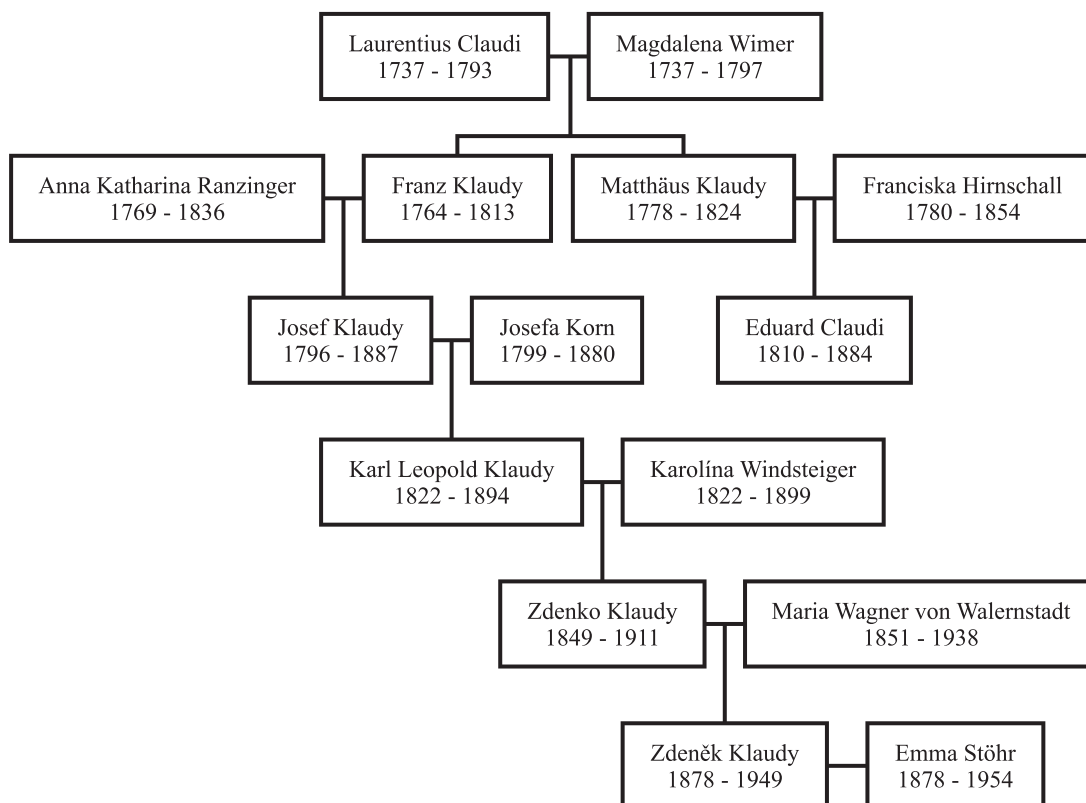 Laurentius Claudi
1737 - 1793
Magdalena Wimer
1737 - 1797
Anna Katharina Ranzinger
1769 - 1836
Franz Klaudy
1764 - 1813
Matthäus Klaudy
1778 - 1824
Franciska Hirnschall
1780 - 1854
Josef Klaudy
1796 - 1887
Josefa Korn
1799 - 1880
Eduard Claudi
1810 - 1884
Karl Leopold Klaudy
1822 - 1894
Karolína Windsteiger
1822 - 1899
Zdenko Klaudy
1849 - 1911
Maria Wagner von Walernstadt
1851 - 1938
Zdeněk Klaudy
1878 - 1949
Emma Stöhr
1878 - 1954